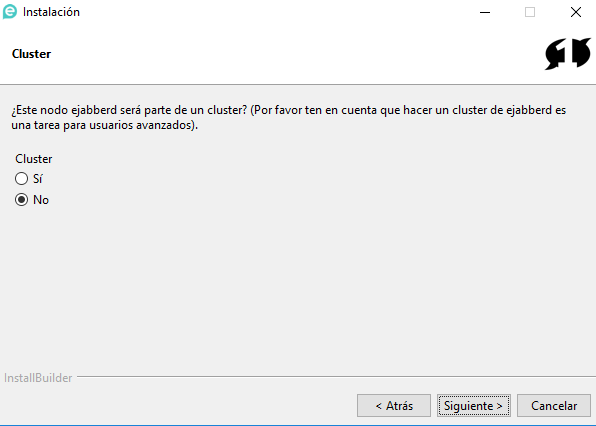 Instalación
Cluster
¿Este nodo ejabberd será parte de un cluster? (Por favor ten en cuenta que hacer un cluster de ejabberd es
una tarea para usuarios avanzados).
Cluster
Sí
No
InstallBuilder
< Atrás
Siguiente >
Cancelar